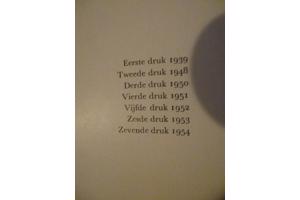 Eerste druk 1939
Tweede druk 1948
Derde druk 1950
Vierde druk 1951
Vijfde druk 1952
Zesde druk 1953
Zevende druk 1954